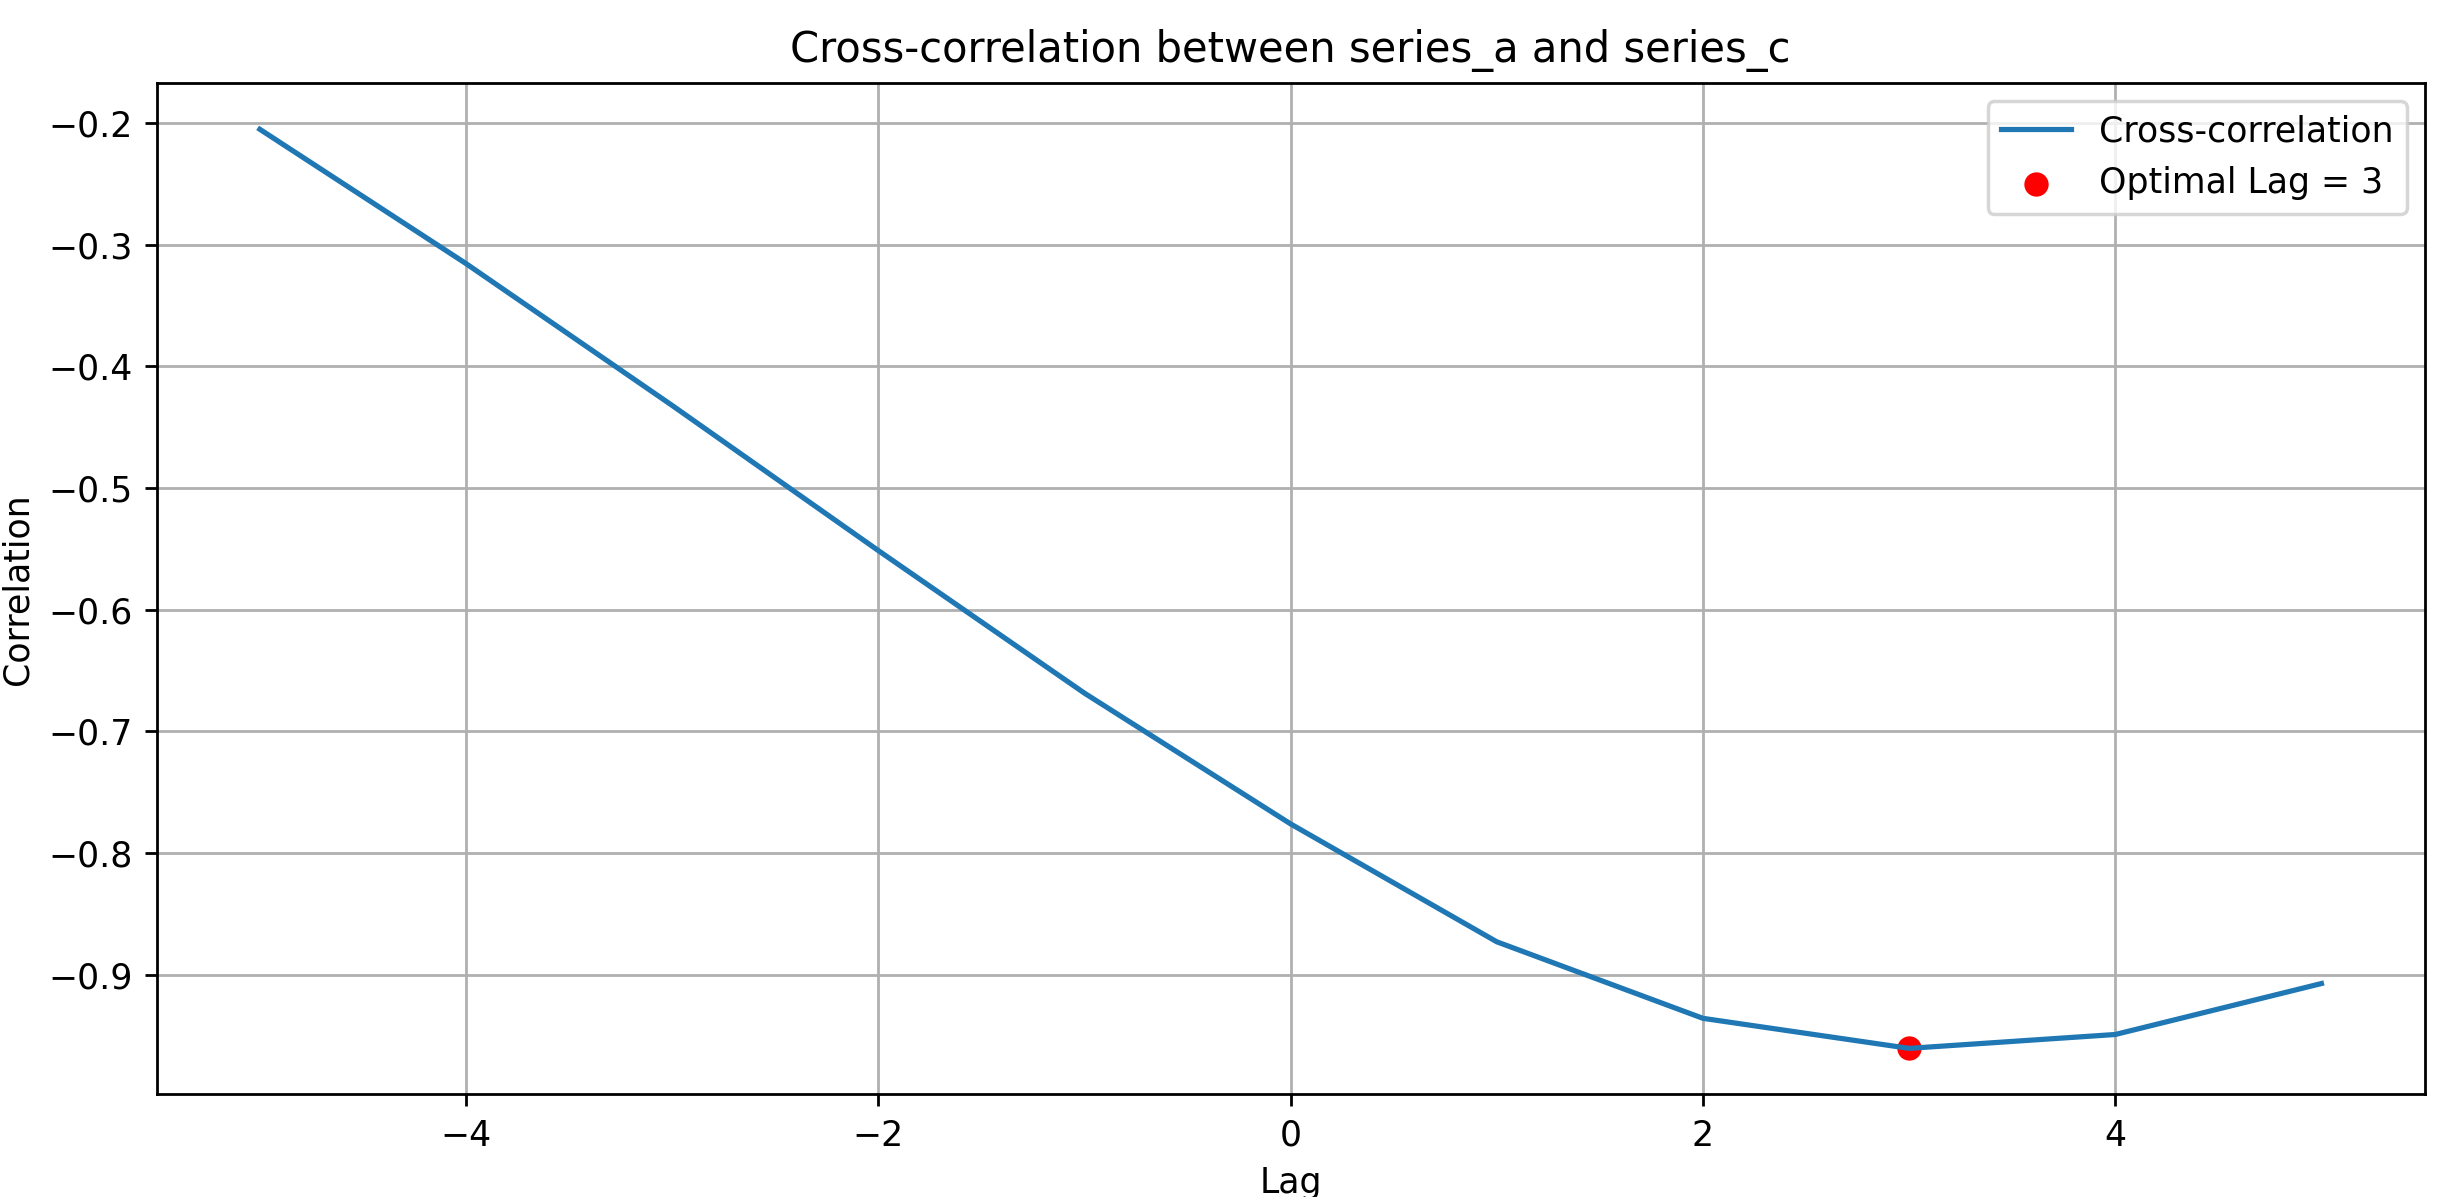 Cross-correlation between series_a and series_c
Cross-correlation
Optimal Lag = 3
−0.2
−0.3
−0.4
−0.5
−0.6
−0.7
−0.8
−0.9
Correlation
−4
−2
0
2
4
Lag